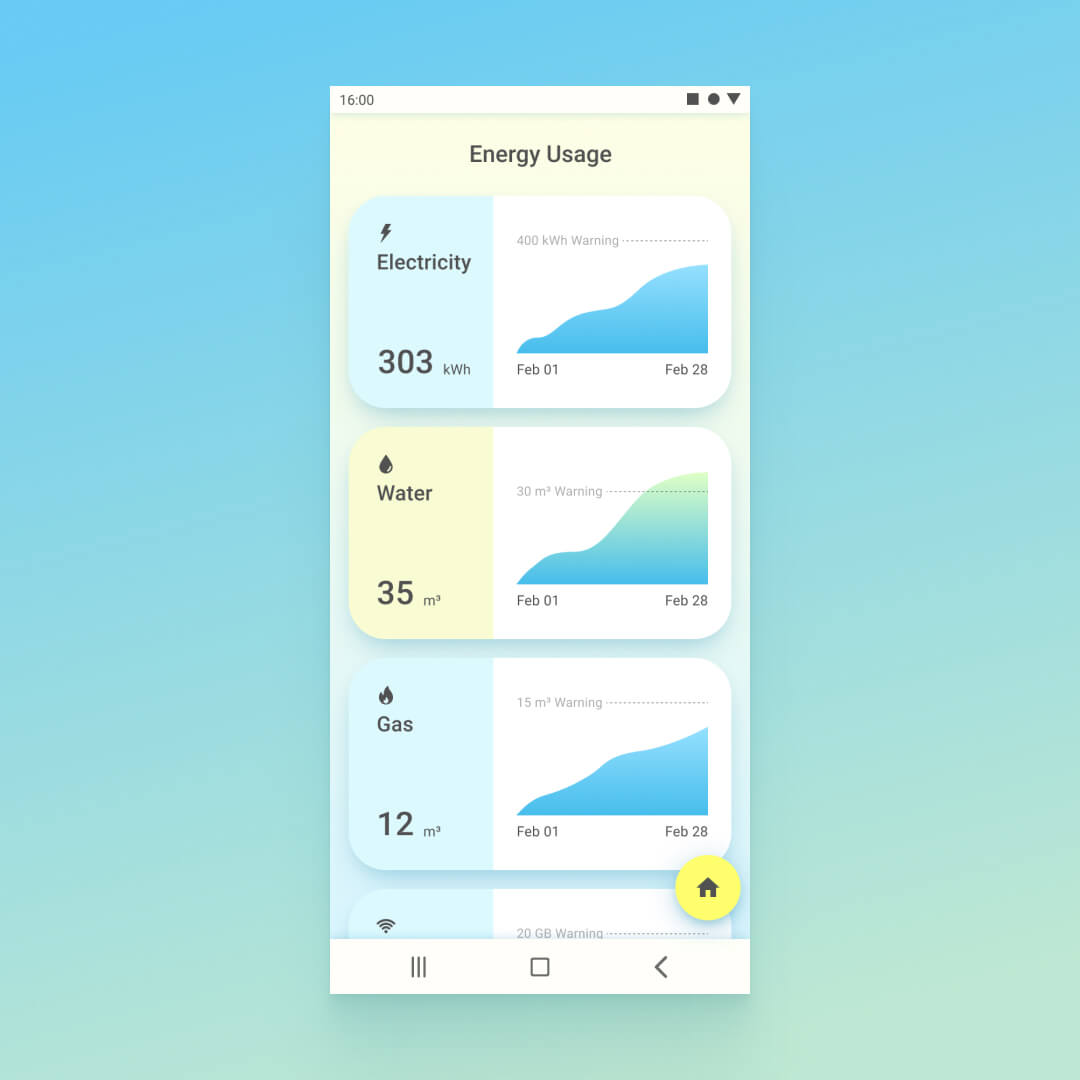 16:00
Energy Usage
Electricity
303 kWh
400 kWh Warning
Feb 01 Feb 28
Water
35 m³
30 m³ Warning
Feb 01 Feb 28
Gas
12 m³
15 m³ Warning
Feb 01 Feb 28
20 GB Warning